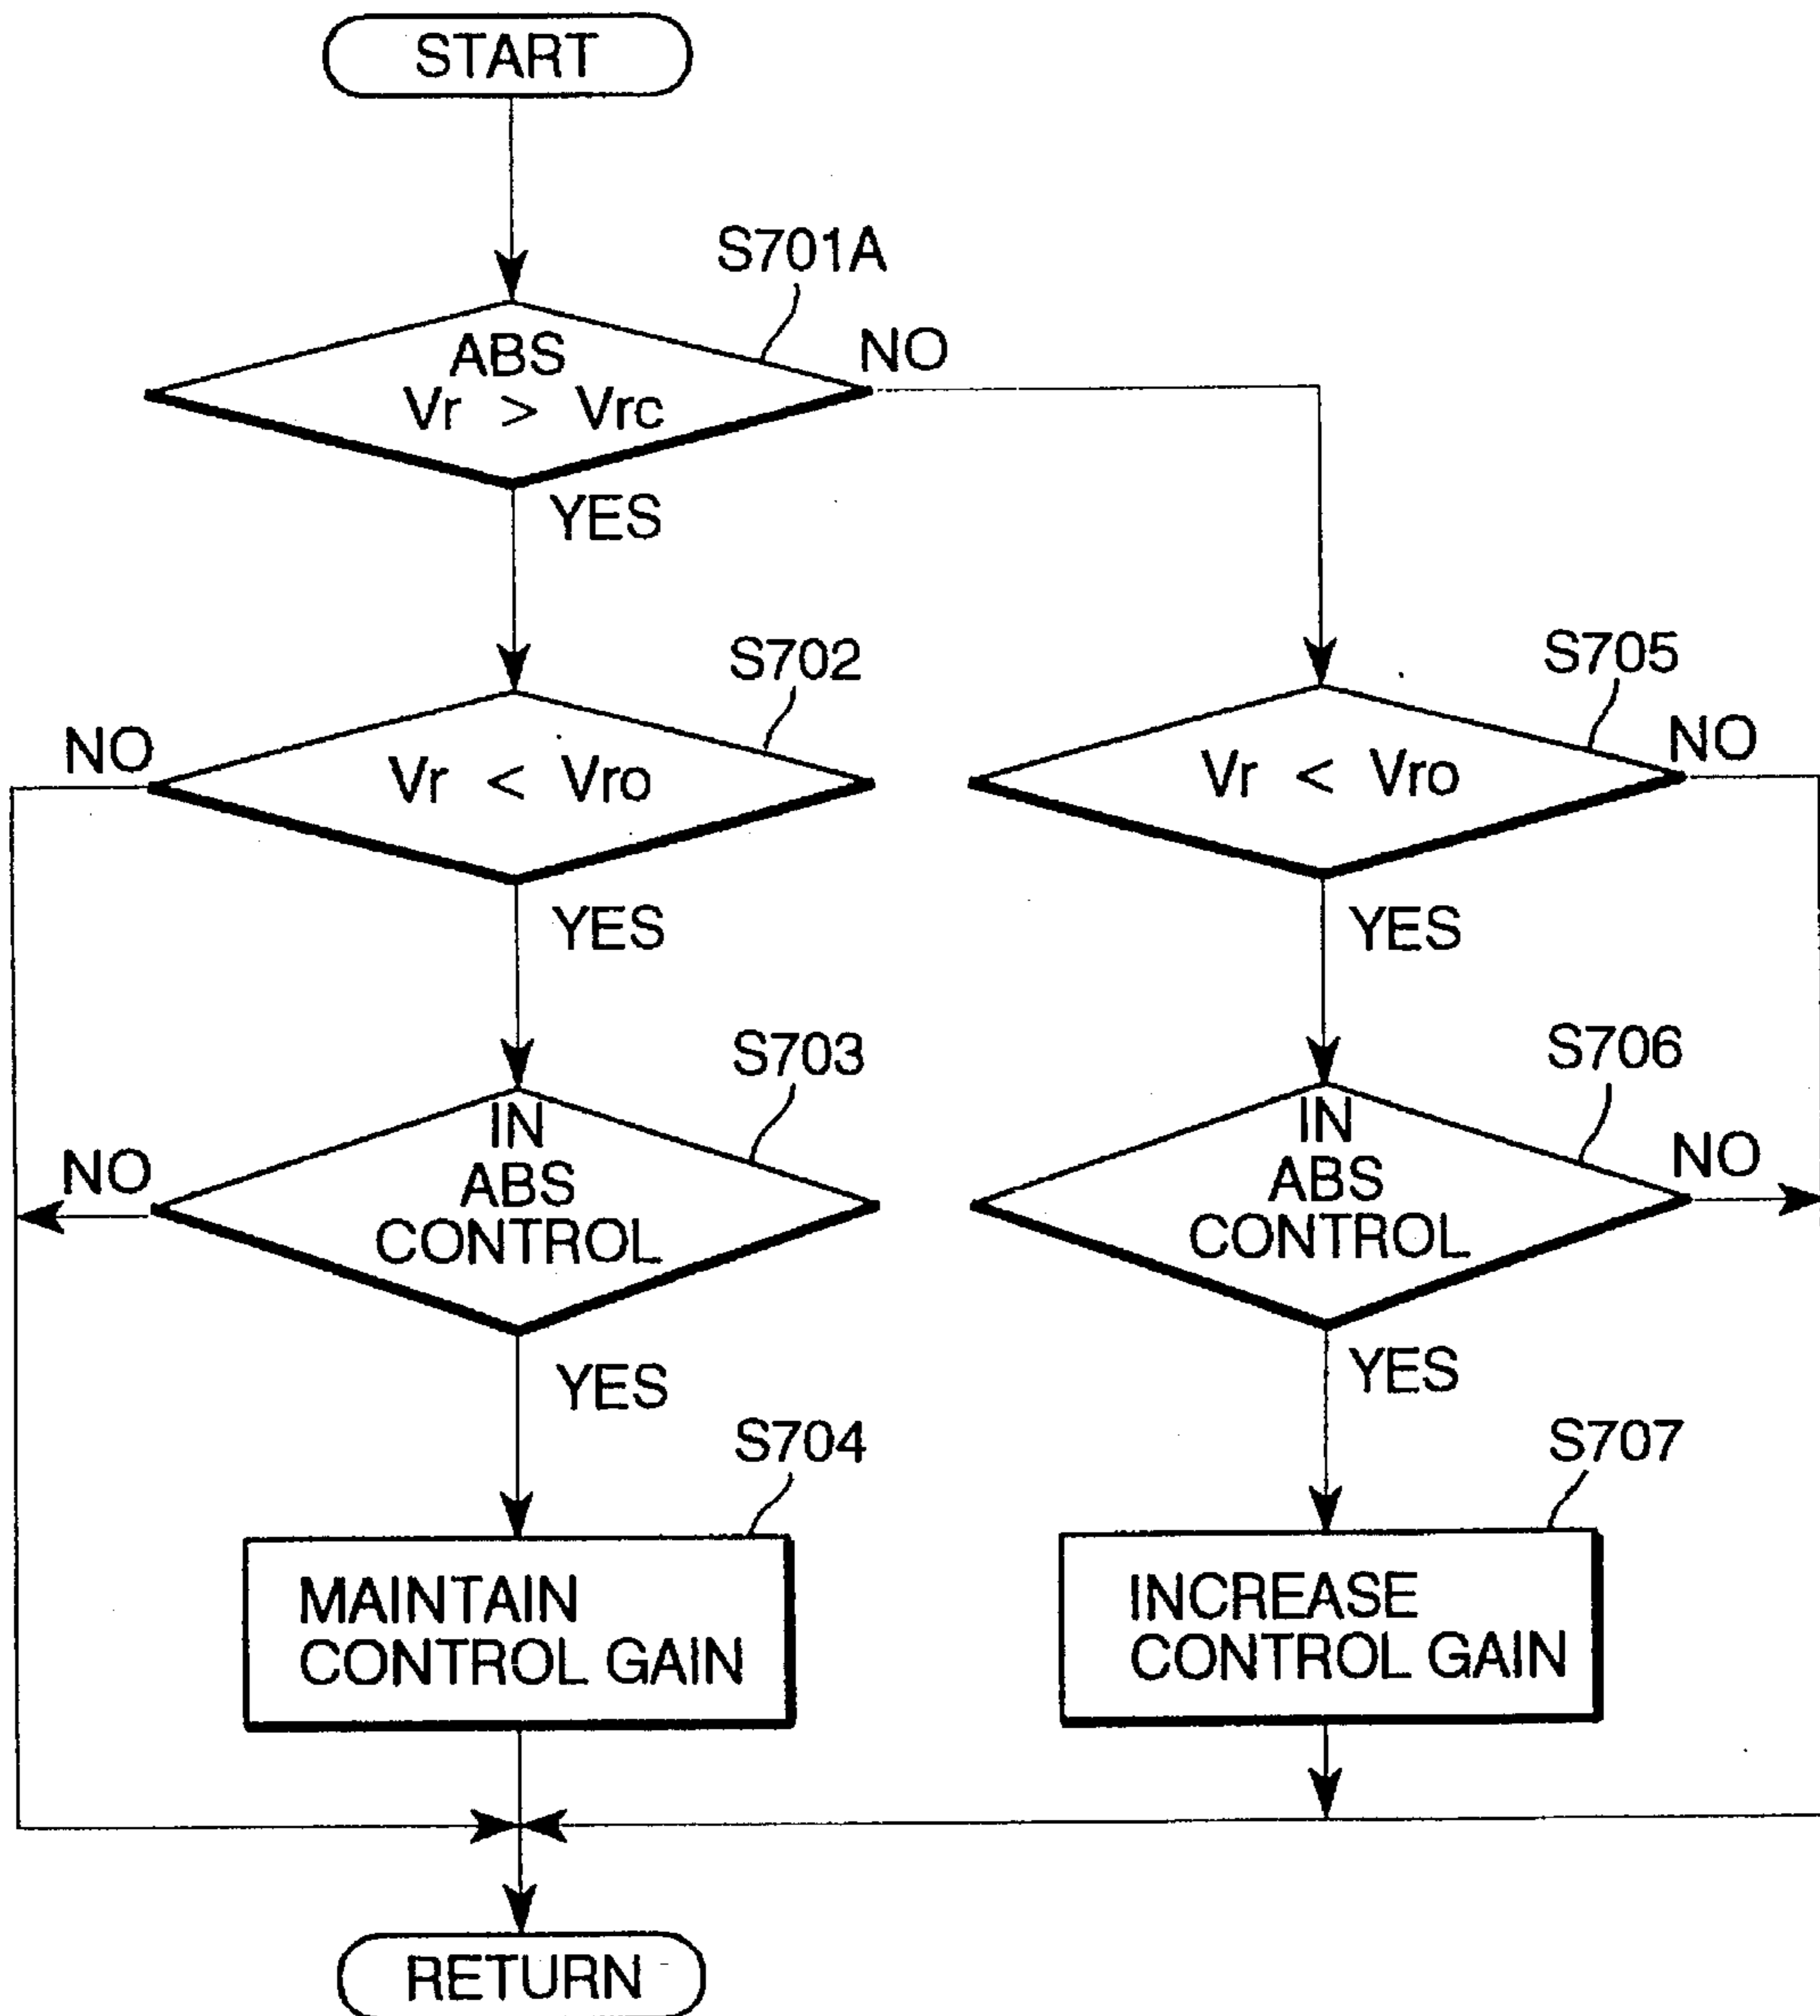 START
S701A
ABS
Vr > Vrc
NO
YES
S702
Vr < Vro
NO
YES
S705
Vr < Vro
NO
YES
S703
IN
ABS
CONTROL
NO
YES
S706
IN
ABS
CONTROL
NO
YES
S704
MAINTAIN
CONTROL GAIN
S707
INCREASE
CONTROL GAIN
RETURN